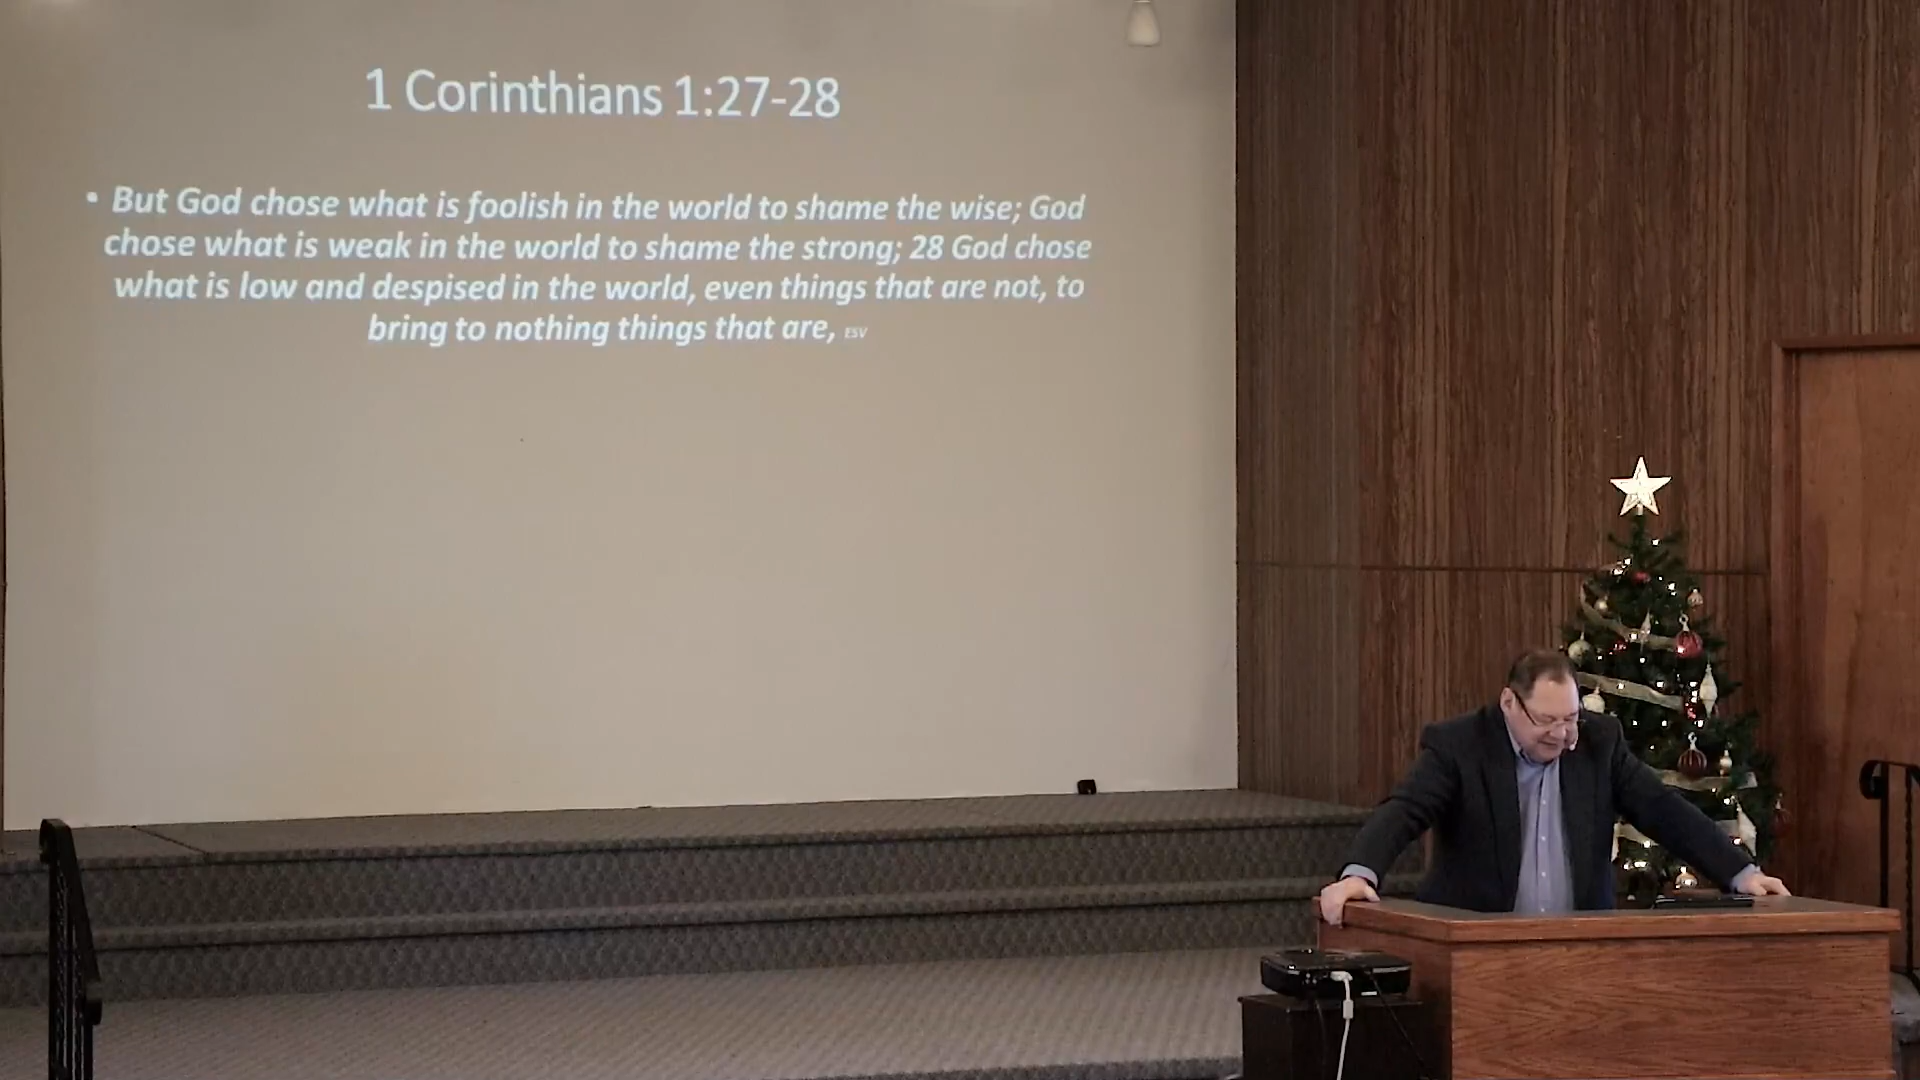 1 Corinthians 1:27-28
• But God chose what is foolish in the world to shame the wise; God
chose what is weak in the world to shame the strong; 28 God chose
what is low and despised in the world, even things that are not, to
bring to nothing things that are, ESV